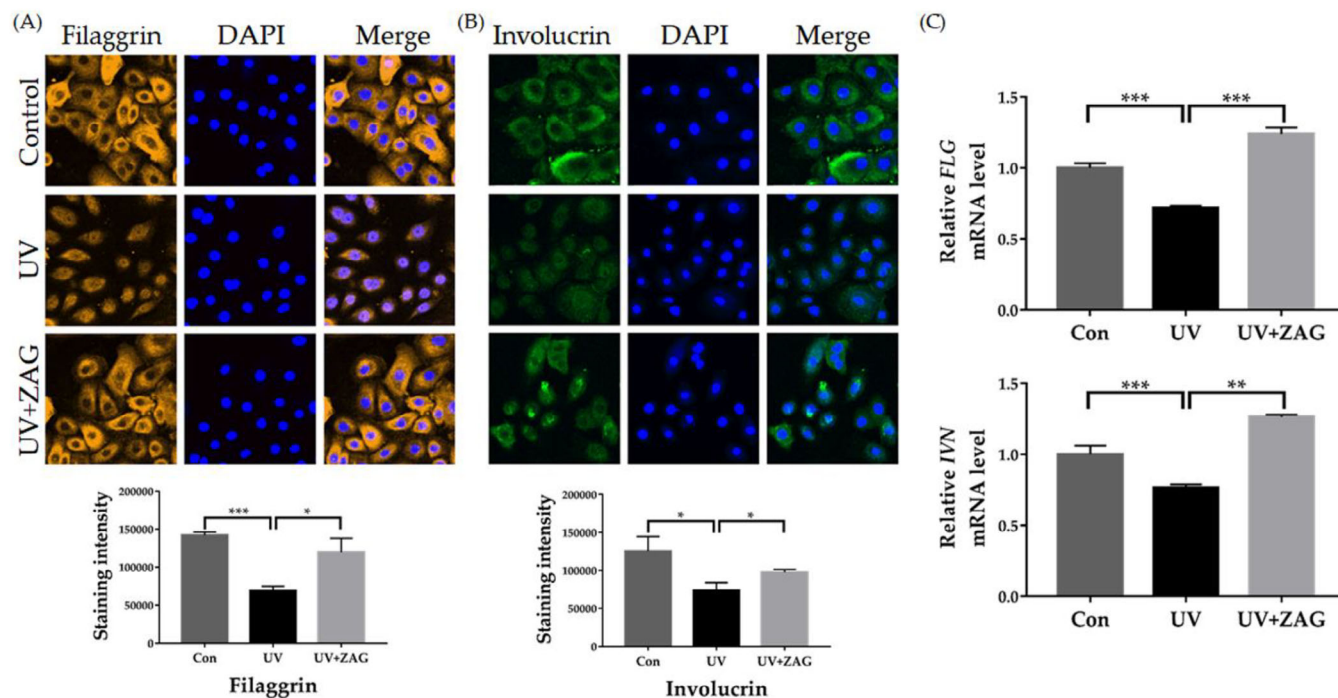 (A)
Filaggrin DAPI Merge
Control
UV
UV+ZAG
200000
150000
100000
50000
0
Staining intensity
***
*
Con UV UV+ZAG
Filaggrin
(B)
Involucrin DAPI Merge
200000
150000
100000
50000
0
Staining intensity
*
*
Con UV UV+ZAG
Involucrin
(C)
Relative FLG
mRNA level
1.5
1.0
0.5
0.0
***
***
Con UV UV+ZAG
Relative IVN
mRNA level
1.5
1.0
0.5
0.0
***
**
Con UV UV+ZAG